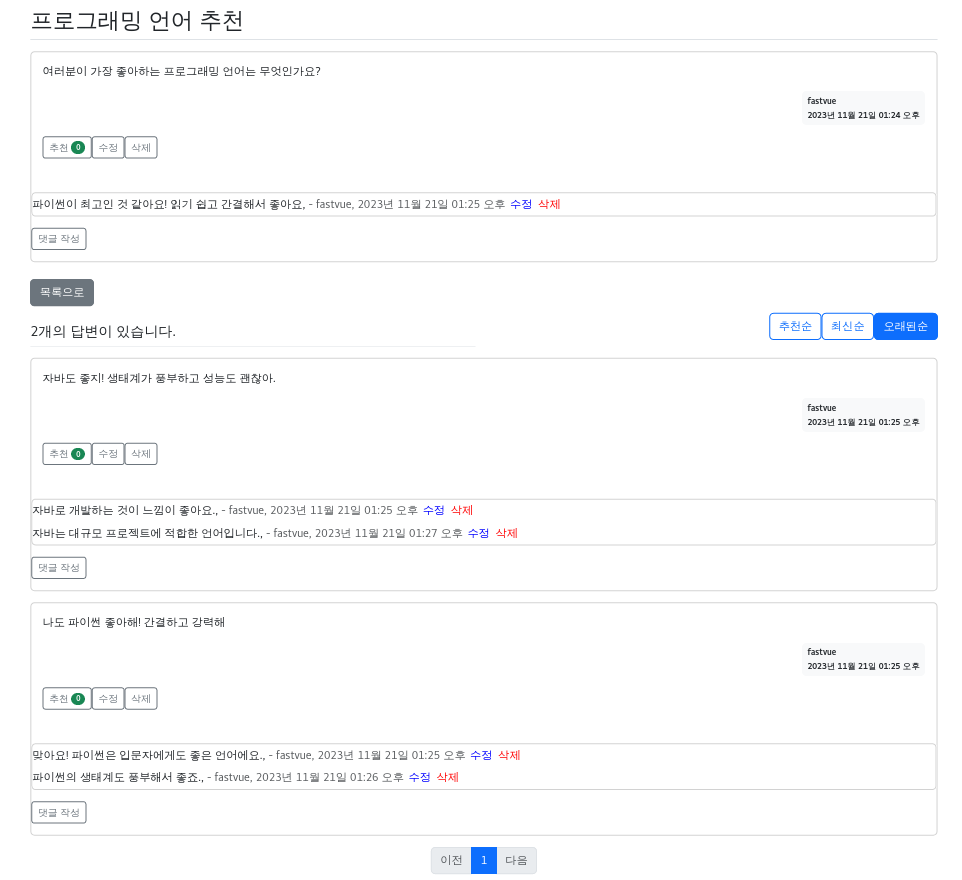 프로그래밍 언어 추천
여러분이 가장 좋아하는 프로그래밍 언어는 무엇인가요?
fastvue
2023년 11월 21일 01:24 오후
추천 0 수정 삭제
파이썬이 최고인 것 같아요! 읽기 쉽고 간결해서 좋아요, - fastvue, 2023년 11월 21일 01:25 오후 수정 삭제
댓글 작성
목록으로
2개의 답변이 있습니다.
추천순 최신순 오래된순
자바도 좋지! 생태계가 풍부하고 성능도 괜찮아.
fastvue
2023년 11월 21일 01:25 오후
추천 0 수정 삭제
자바로 개발하는 것이 느낌이 좋아요., - fastvue, 2023년 11월 21일 01:25 오후 수정 삭제
자바는 대규모 프로젝트에 적합한 언어입니다., - fastvue, 2023년 11월 21일 01:27 오후 수정 삭제
댓글 작성
나도 파이썬 좋아해! 간결하고 강력해
fastvue
2023년 11월 21일 01:25 오후
추천 0 수정 삭제
맞아요! 파이썬은 입문자에게도 좋은 언어에요., - fastvue, 2023년 11월 21일 01:25 오후 수정 삭제
파이썬의 생태계도 풍부해서 좋죠., - fastvue, 2023년 11월 21일 01:26 오후 수정 삭제
댓글 작성
이전 1 다음